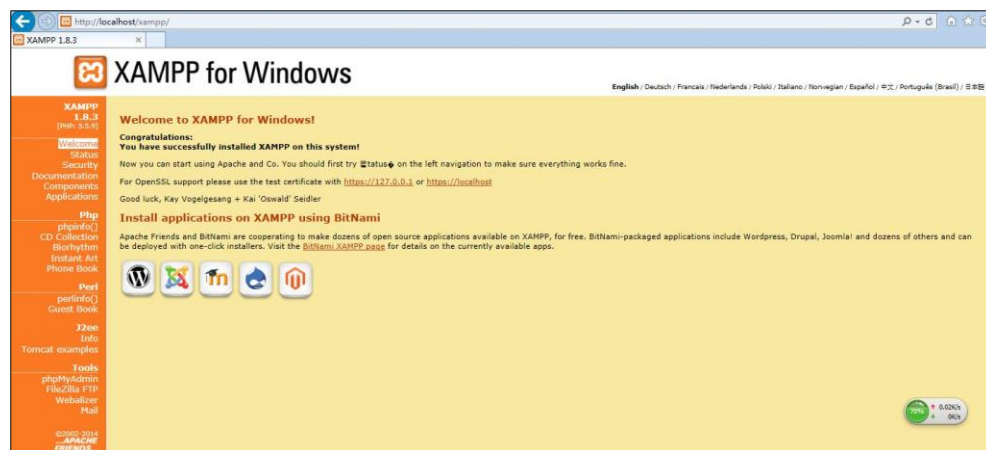 http://localhost/xampp/
XAMPP 1.8.3
XAMPP for Windows
English / Deutsch / Francais / Nederlands / Polski / Italiano / Norwegian / Español / 中文 / Português (Brasil) / 日本語
XAMPP
1.8.3
[PHP: 5.5.9]
Welcome
Status
Security
Documentation
Components
Applications
Php
phpinfo()
CD Collection
Biorhythm
Instant Art
Phone Book
Perl
perlinfo()
Guest Book
J2ee
Info
Tomcat examples
Tools
phpMyAdmin
FileZilla FTP
Webalizer
Mail
©2002-2014
...APACHE
FRIENDS
Welcome to XAMPP for Windows!
Congratulations:
You have successfully installed XAMPP on this system!
Now you can start using Apache and Co. You should first try tatus� on the left navigation to make sure everything works fine.
For OpenSSL support please use the test certificate with https://127.0.0.1 or https://localhost
Good luck, Kay Vogelgesang + Kai 'Oswald' Seidler
Install applications on XAMPP using BitNami
Apache Friends and BitNami are cooperating to make dozens of open source applications available on XAMPP, for free. BitNami-packaged applications include Wordpress, Drupal, Joomla! and dozens of others and can
be deployed with one-click installers. Visit the BitNami XAMPP page for details on the currently available apps.
70%
0.02K/s
0K/s